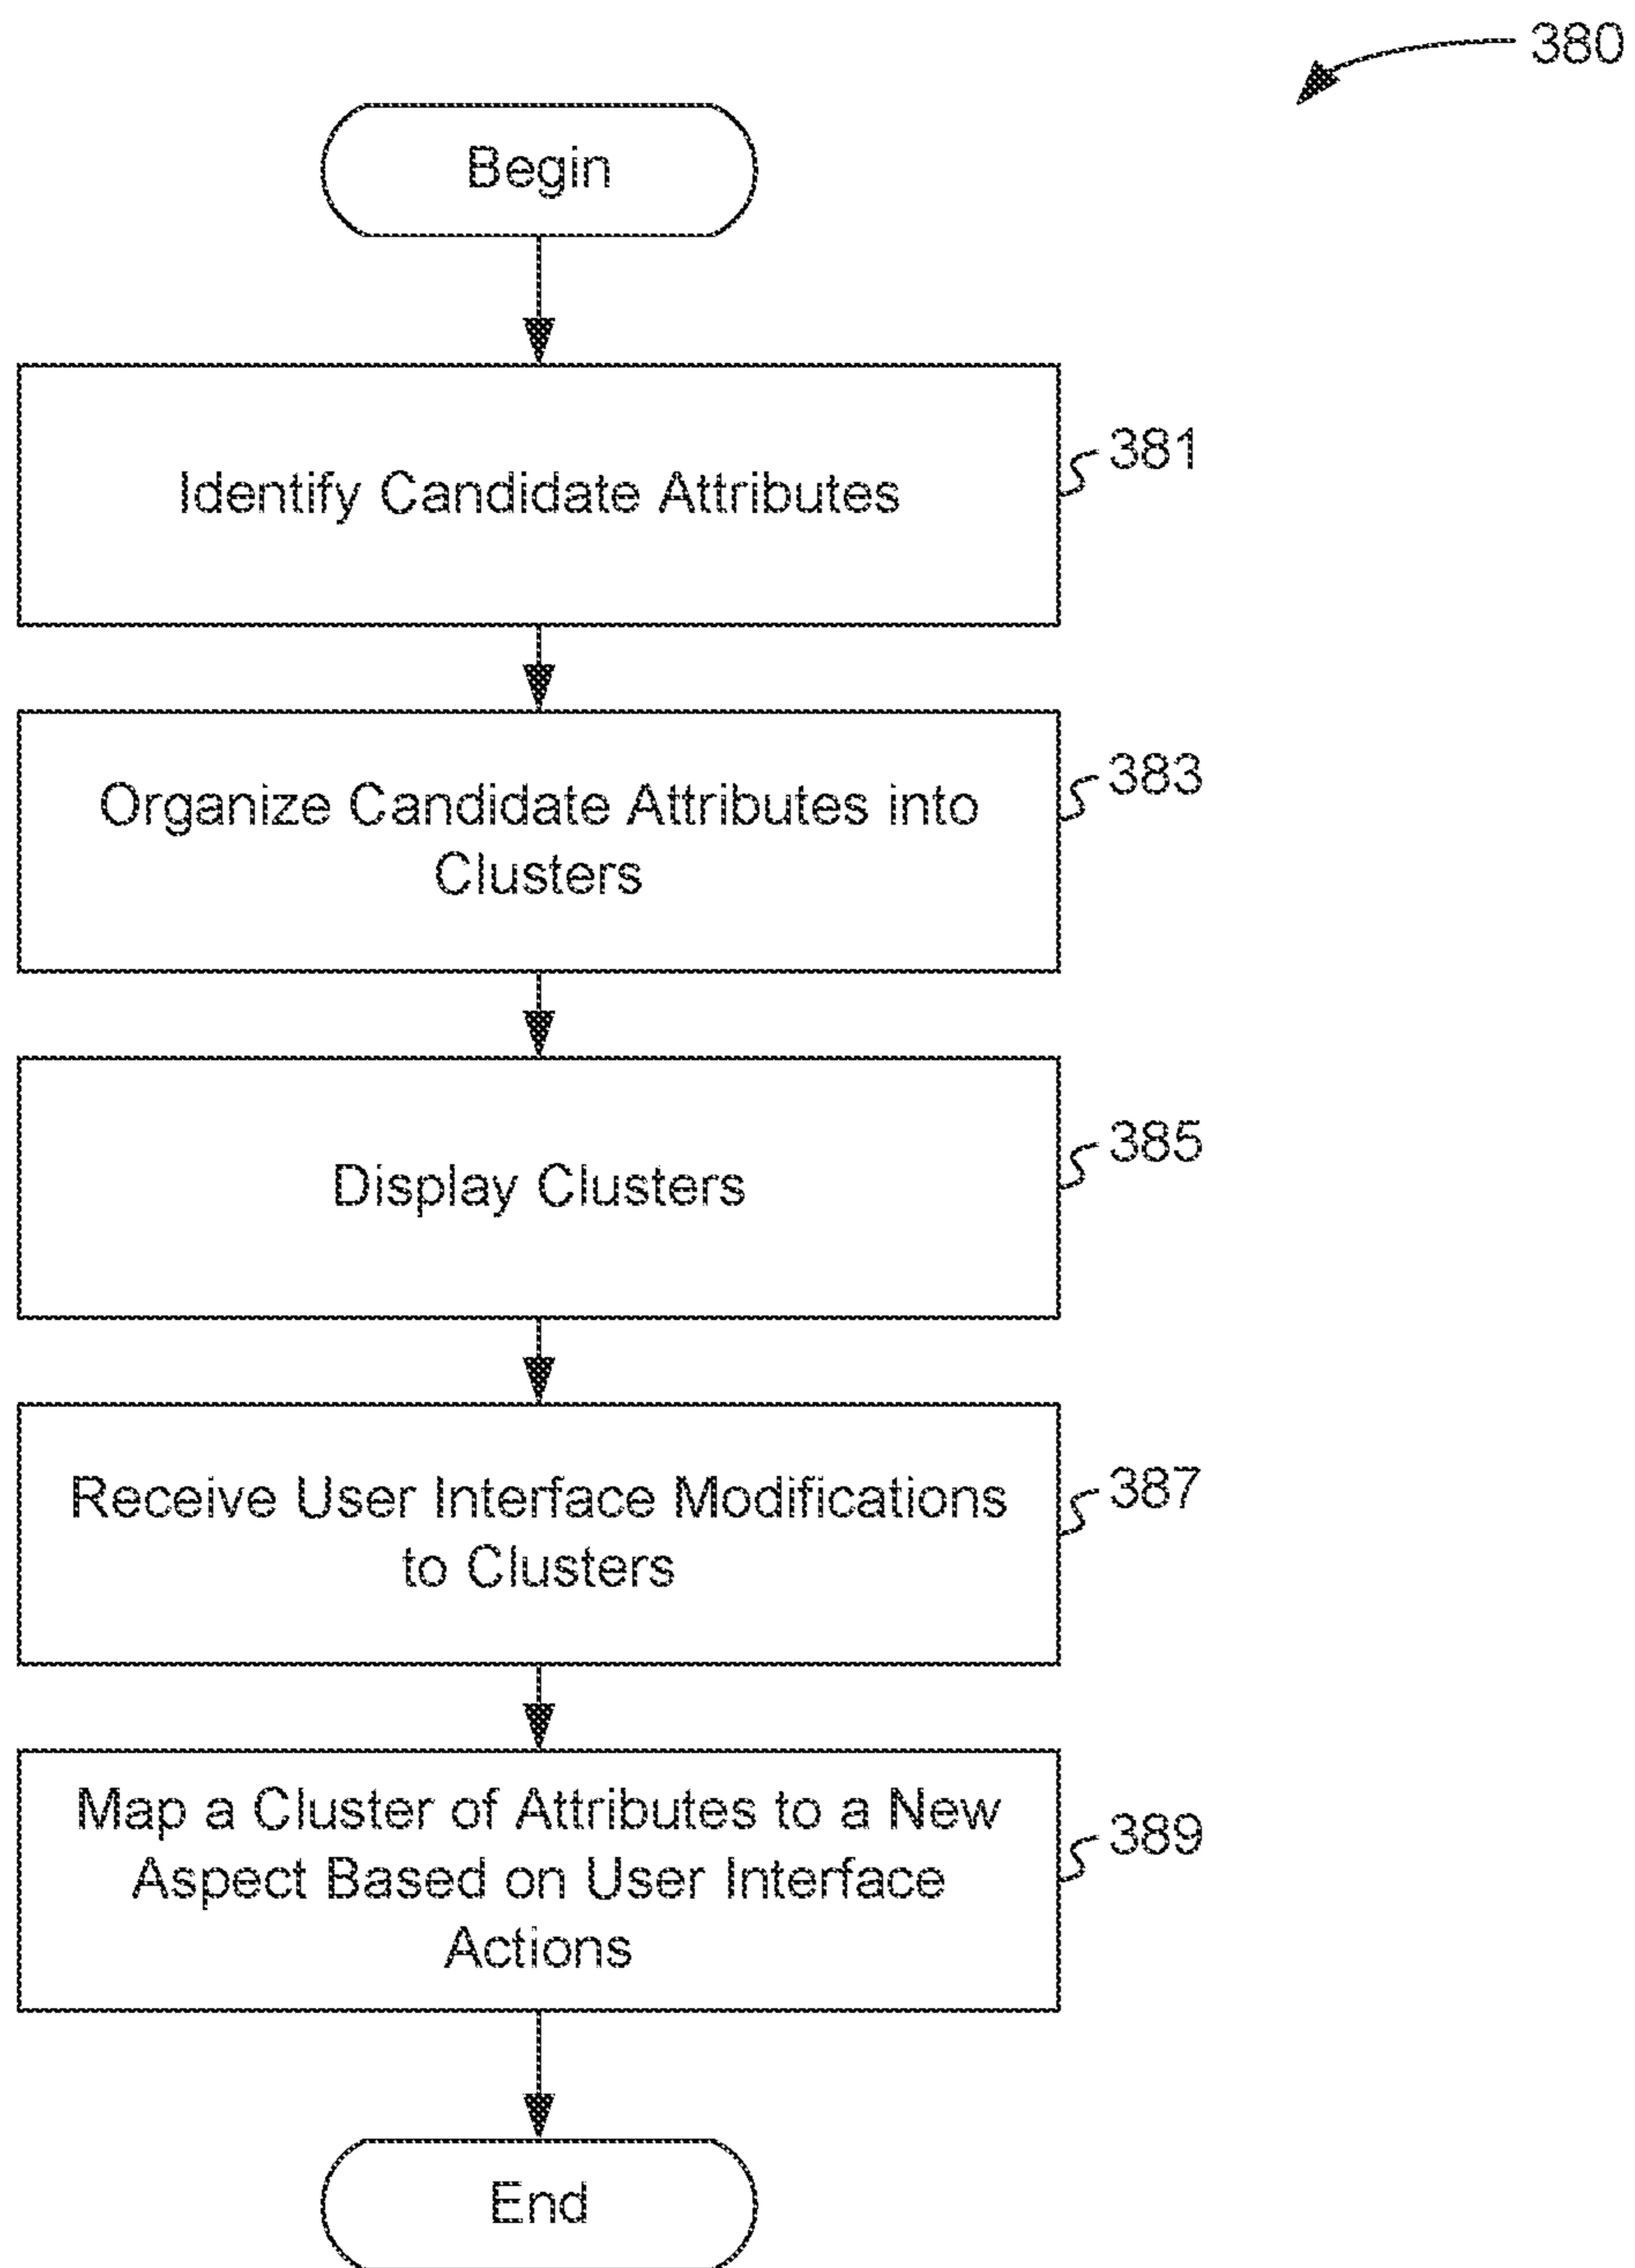 380
Begin
Identify Candidate Attributes
381
Organize Candidate Attributes into
Clusters
383
Display Clusters
385
Receive User Interface Modifications
to Clusters
387
Map a Cluster of Attributes to a New
Aspect Based on User Interface
Actions
389
End